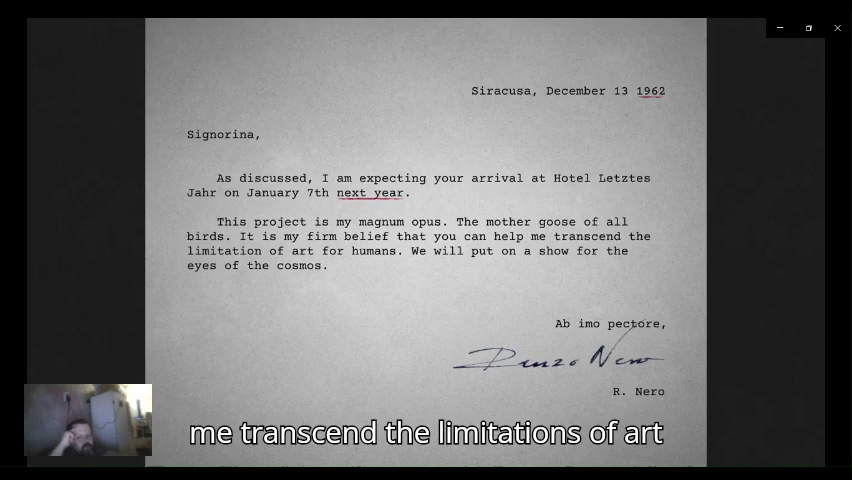 Siracusa, December 13 1962
Signorina,
As discussed, I am expecting your arrival at Hotel Letztes
Jahr on January 7th next year.
This project is my magnum opus. The mother goose of all
birds. It is my firm belief that you can help me transcend the
limitation of art for humans. We will put on a show for the
eyes of the cosmos.
Ab imo pectore,
Renzo Nero
R. Nero
me transcend the limitations of art